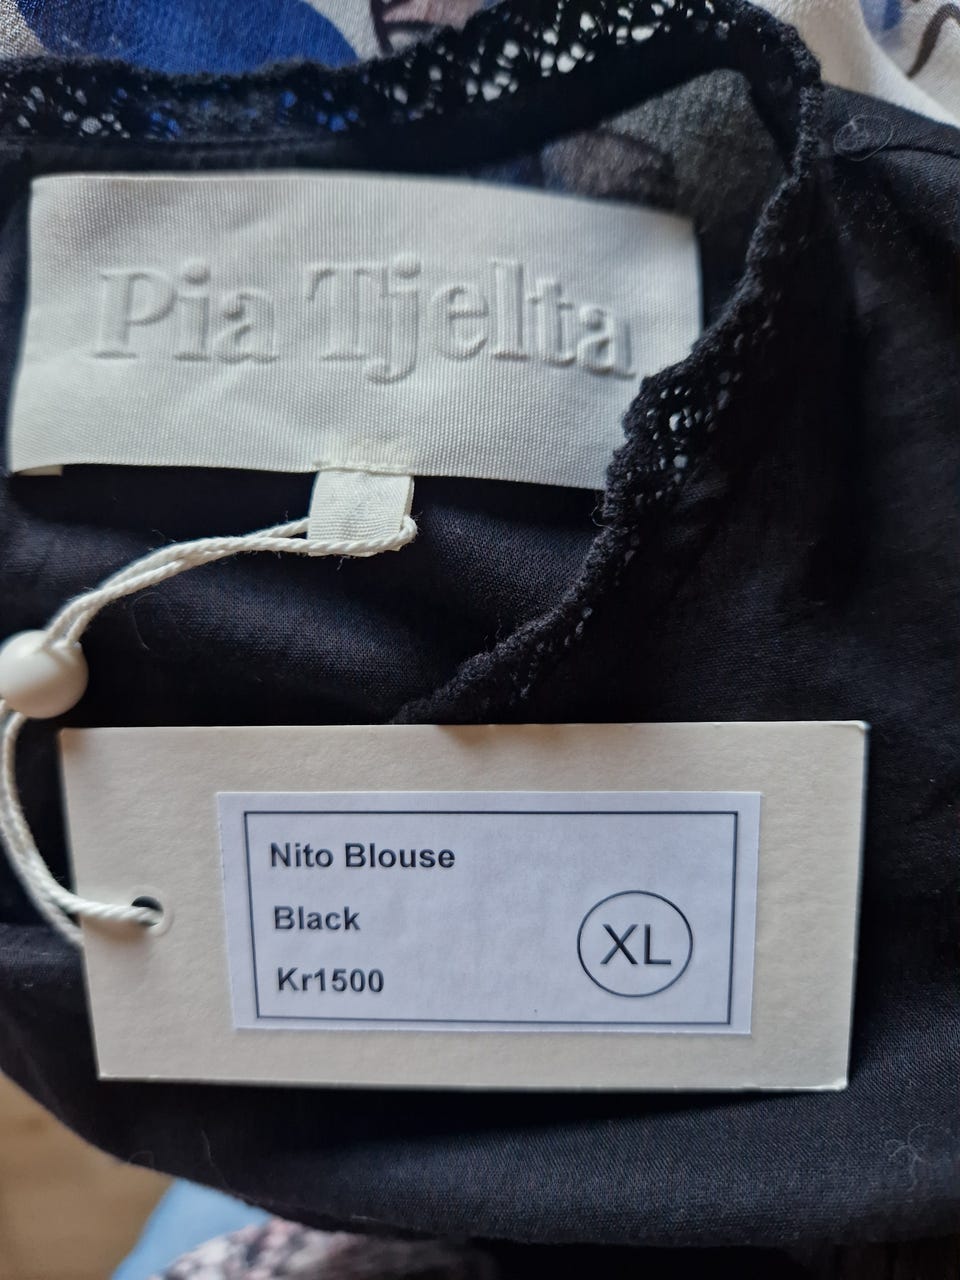 Pia Tjelta
Nito Blouse
Black
Kr1500
XL